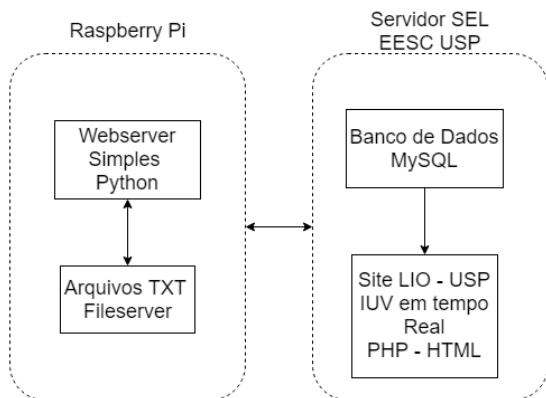 Raspberry Pi
Webserver
Simples
Python
Arquivos TXT
Fileserver
Servidor SEL
EESC USP
Banco de Dados
MySQL
Site LIO - USP
IUV em tempo
Real
PHP - HTML